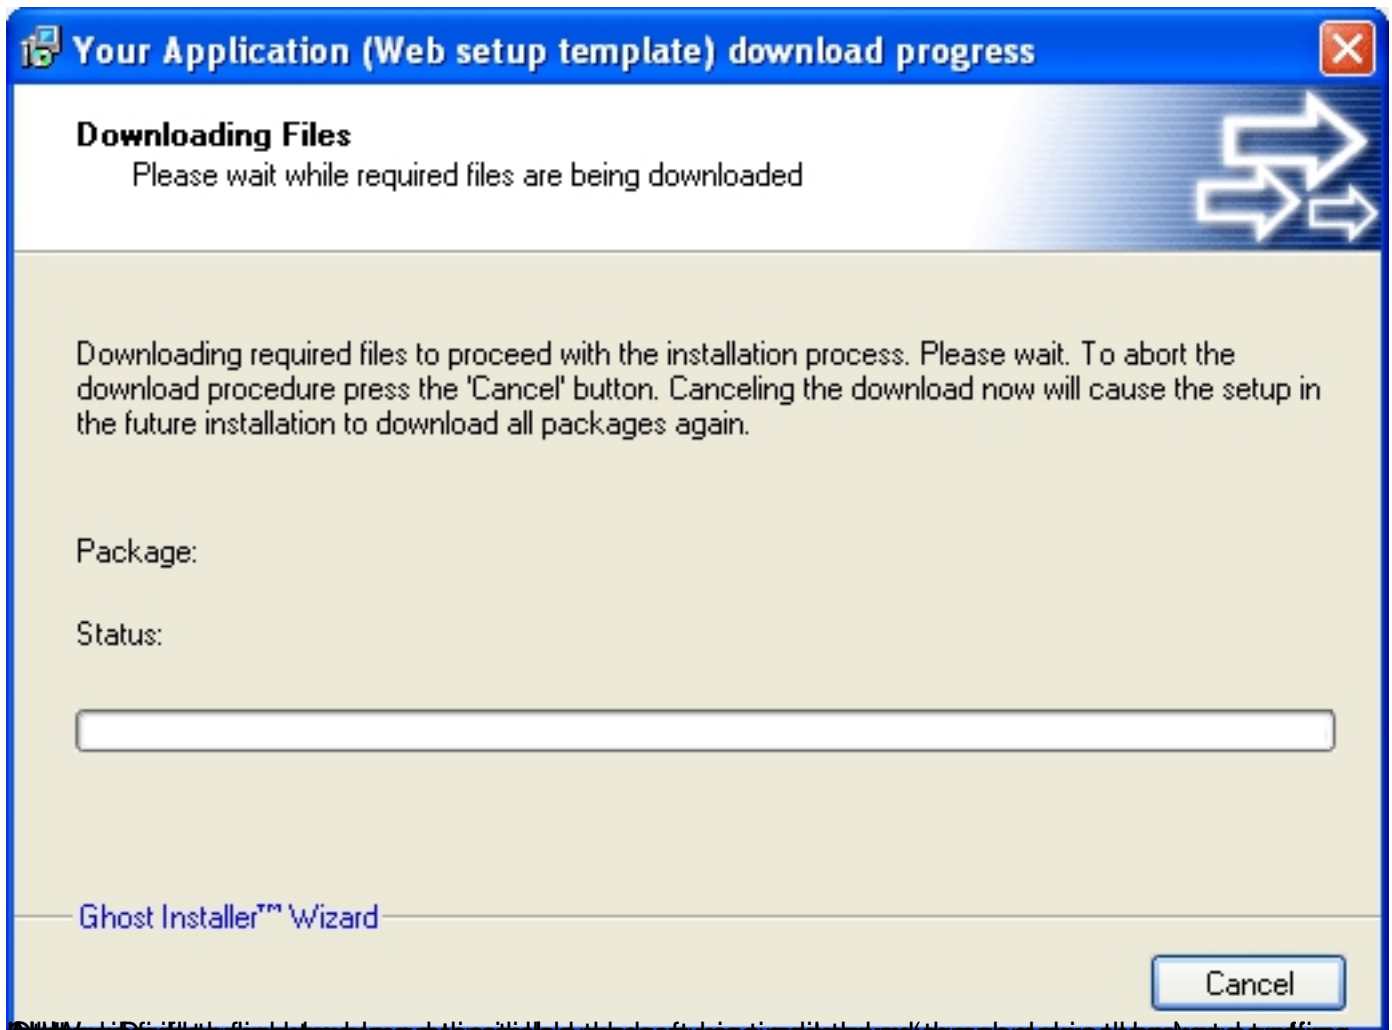 Your Application (Web setup template) download progress
Downloading Files
Please wait while required files are being downloaded
Downloading required files to proceed with the installation process. Please wait. To abort the
download procedure press the 'Cancel' button. Canceling the download now will cause the setup in
the future installation to download all packages again.
Package:
Status:
Ghost Installer™ Wizard
Cancel